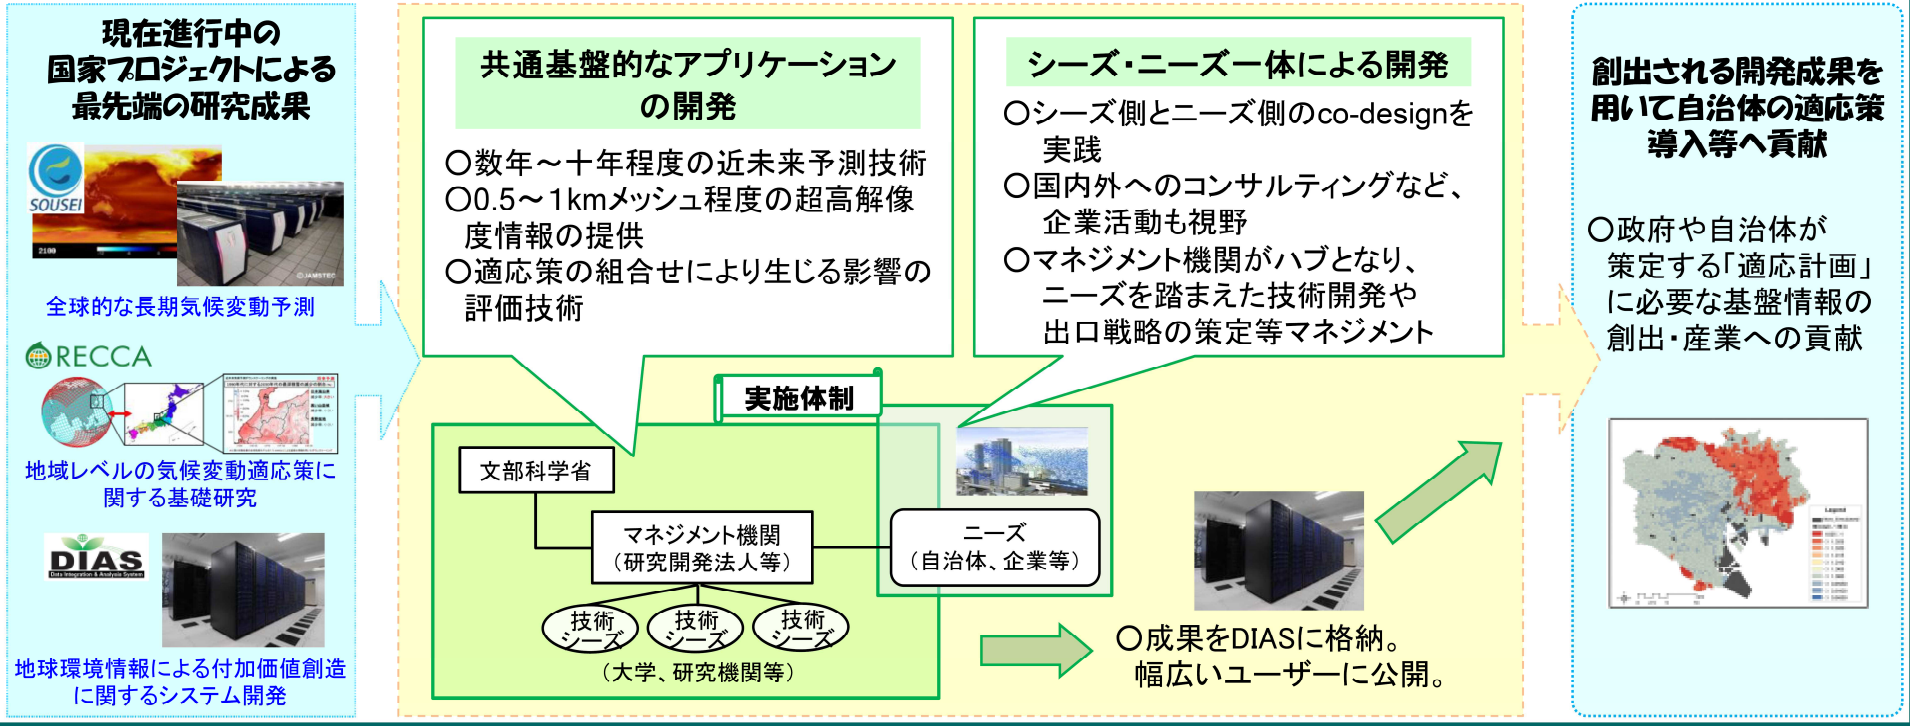 現在進行中の
国家プロジェクトによる
最先端の研究成果
SOUSEI
2100
©JAMSTEC
全球的な長期気候変動予測
RECCA
地域レベルの気候変動適応策に
関する基礎研究
DIAS
Data Integration & Analysis System
地球環境情報による付加価値創造
に関するシステム開発
共通基盤的なアプリケーション
の開発
○数年～十年程度の近未来予測技術
○0.5～1kmメッシュ程度の超高解像
度情報の提供
○適応策の組合せにより生じる影響の
評価技術
シーズ・ニーズ一体による開発
○シーズ側とニーズ側のco-designを
実践
○国内外へのコンサルティングなど、
企業活動も視野
○マネジメント機関がハブとなり、
ニーズを踏まえた技術開発や
出口戦略の策定等マネジメント
実施体制
文部科学省
マネジメント機関
（研究開発法人等）
ニーズ
（自治体、企業等）
技術
シーズ
技術
シーズ
技術
シーズ
（大学、研究機関等）
○成果をDIASに格納。
幅広いユーザーに公開。
創出される開発成果を
用いて自治体の適応策
導入等へ貢献
○政府や自治体が
策定する「適応計画」
に必要な基盤情報の
創出・産業への貢献
Legend